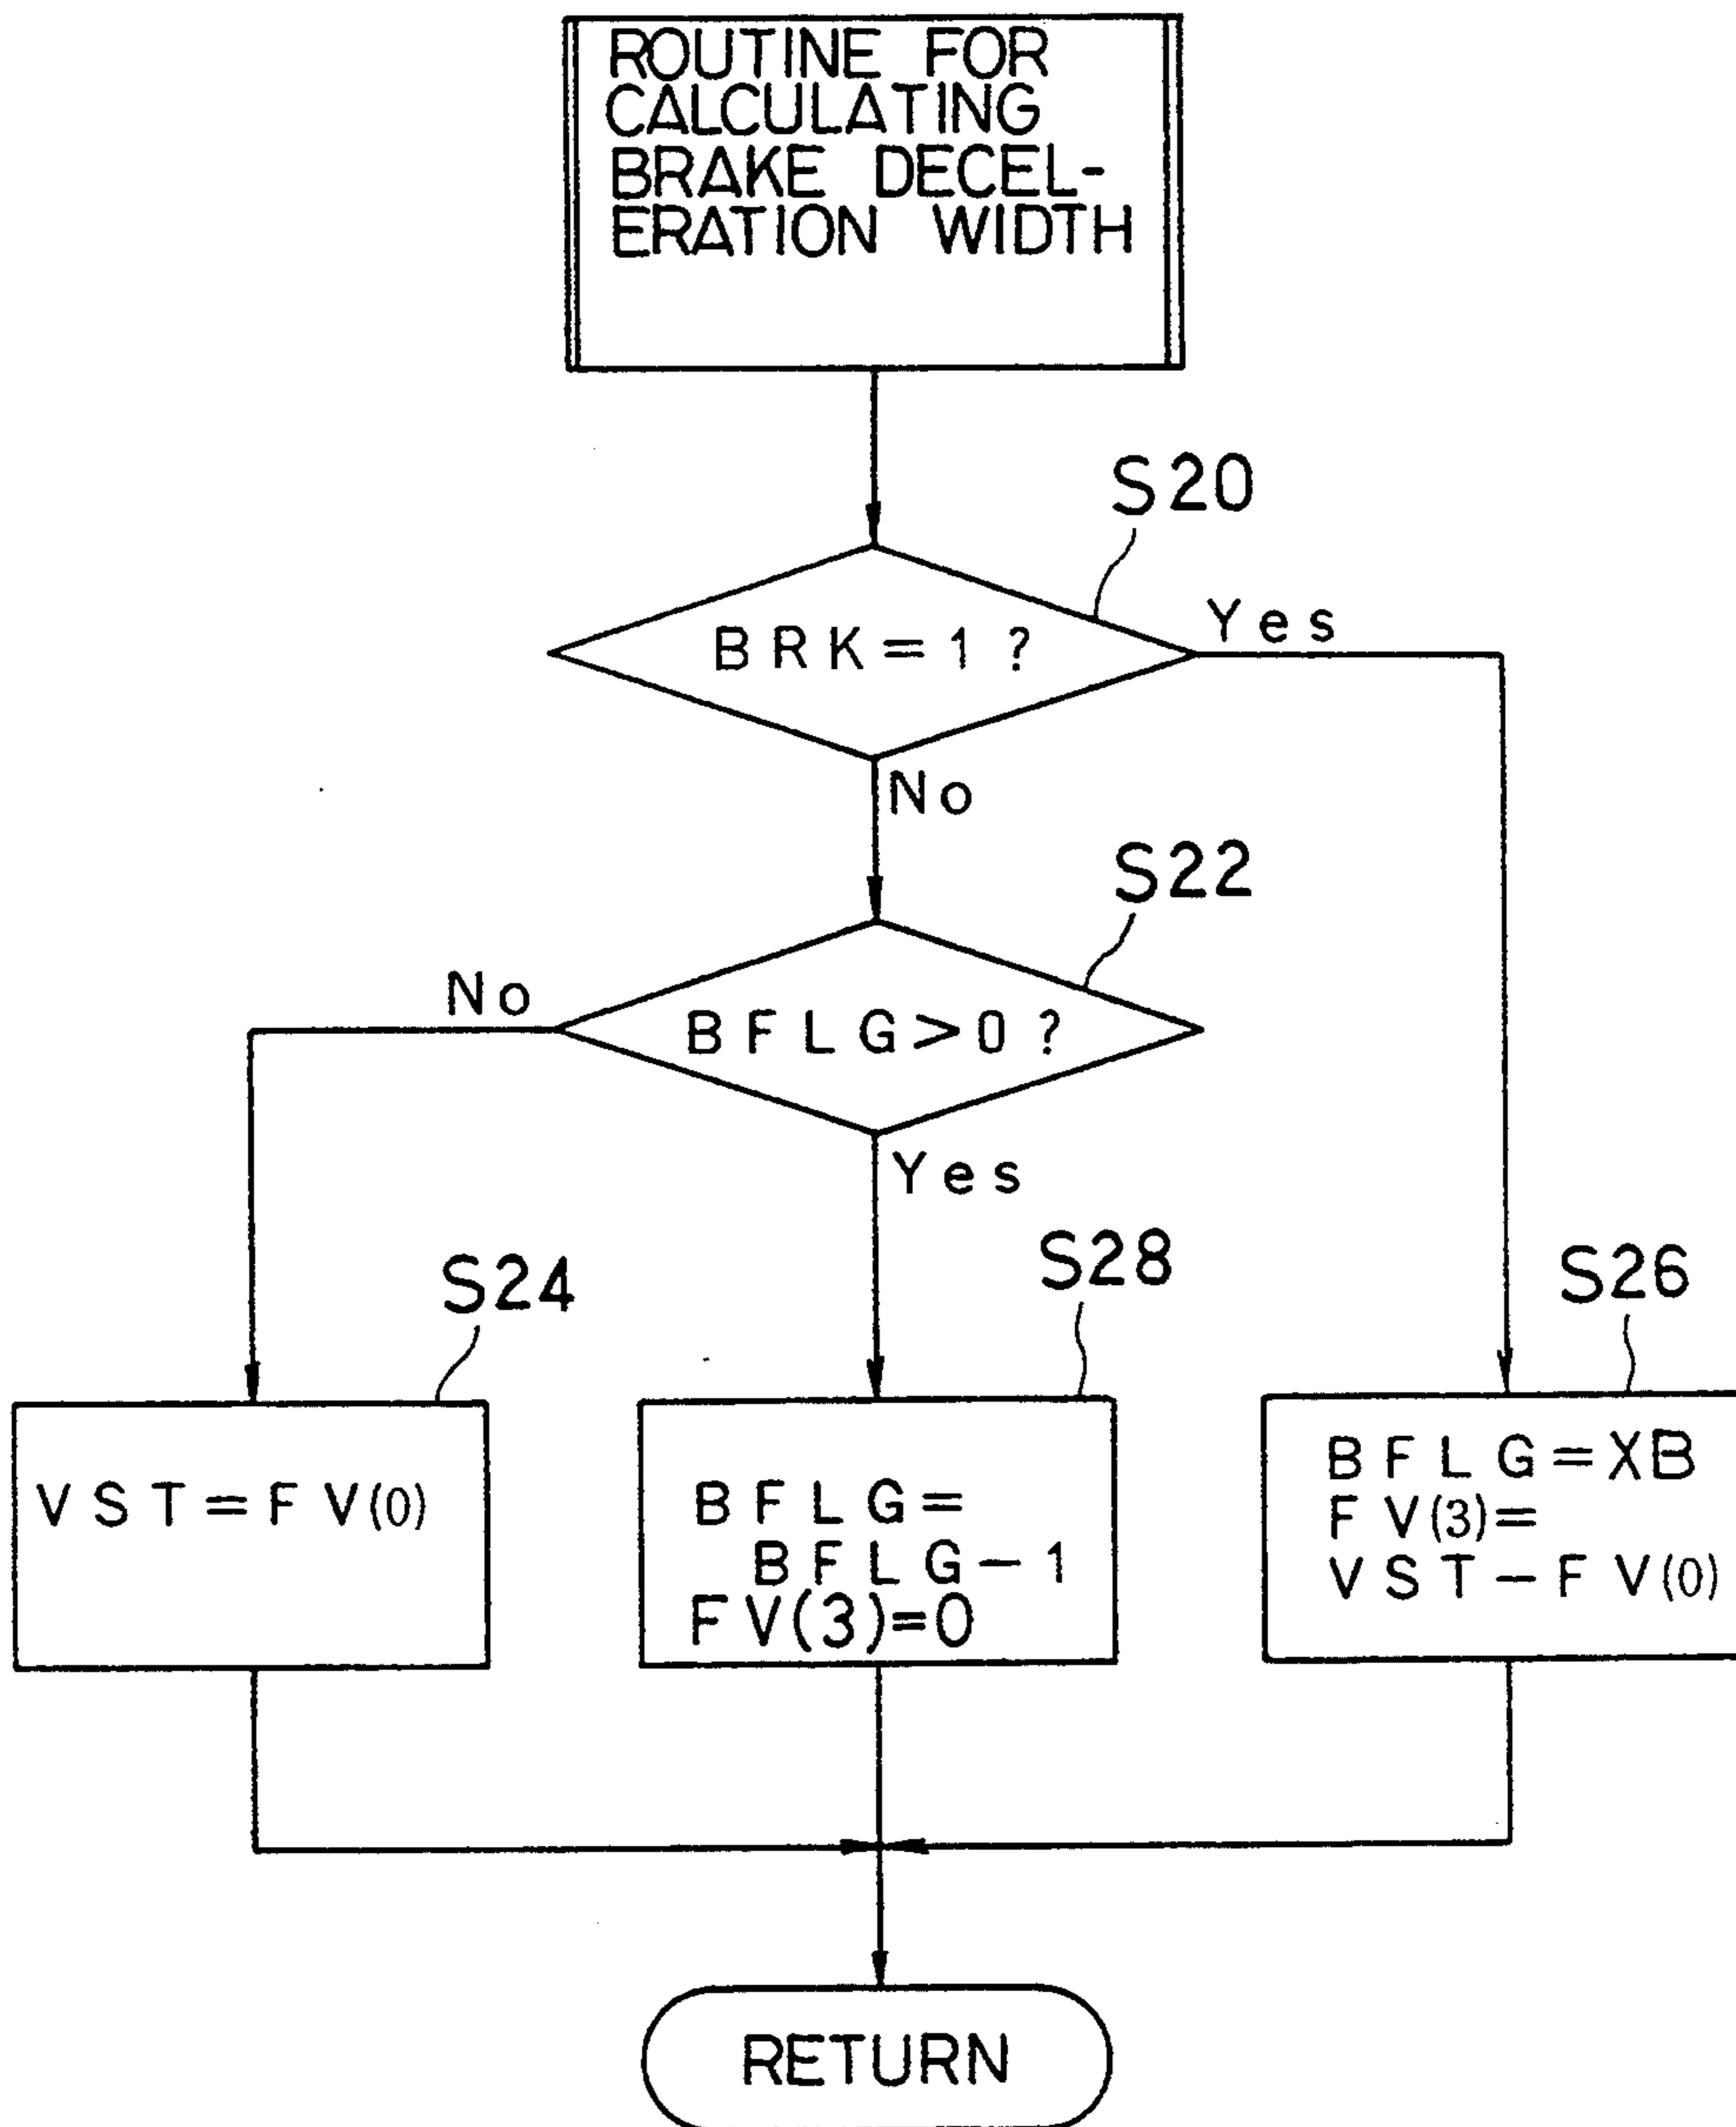 ROUTINE FOR
CALCULATING
BRAKE DECEL-
ERATION WIDTH
S20
BRK=1?
Yes
No
S22
BFLG>0?
No
Yes
S24
VST=FV(0)
S28
BFLG=
BFLG-1
FV(3)=0
S26
BFLG=XB
FV(3)=
VST-FV(0)
RETURN